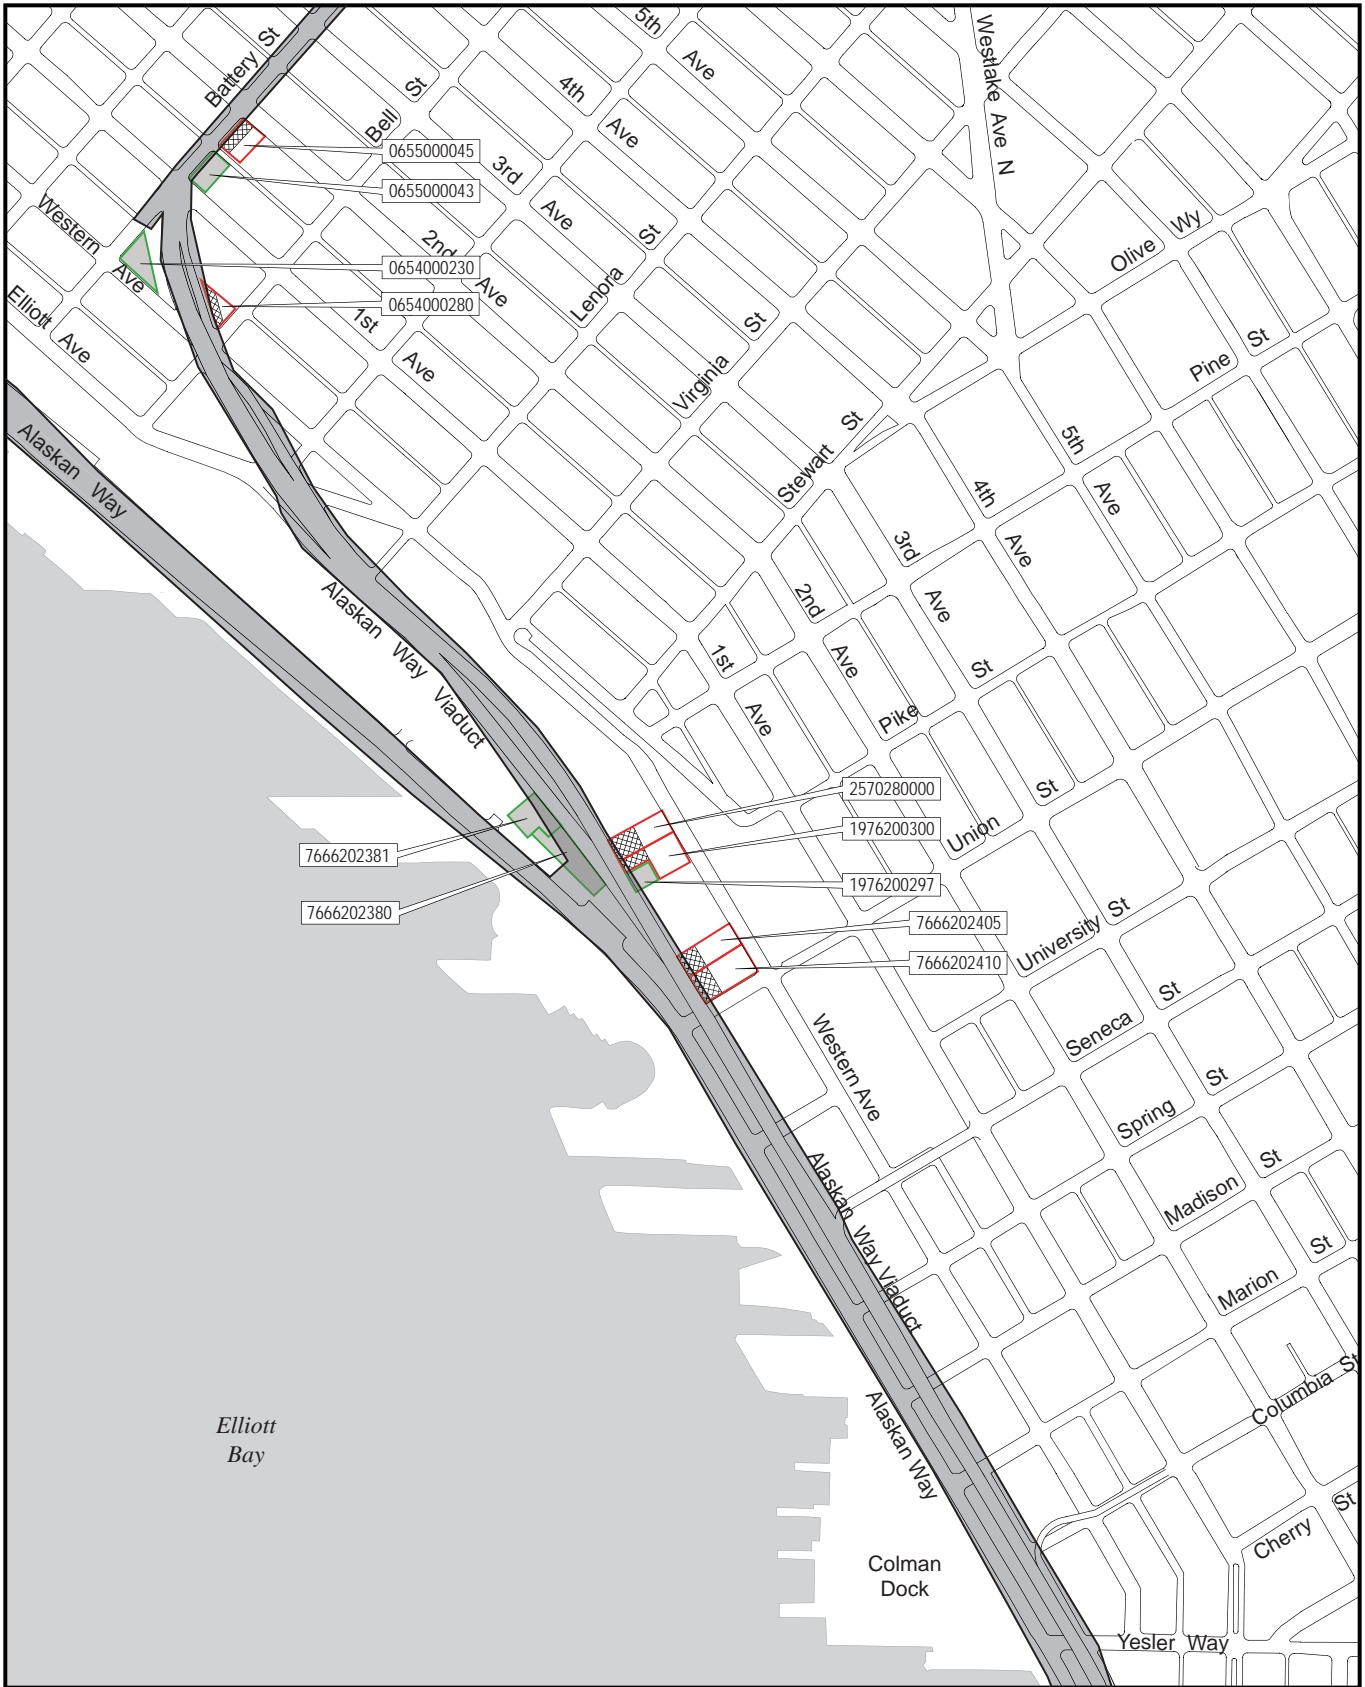 5th
Ave
Westlake Ave N
Battery St
Bell St
4th
Ave
3rd
Ave
0655000045
0655000043
Western
Ave
2nd
Ave
Lenora St
Olive Wy
0654000230
0654000280
Elliott
Ave
1st
Ave
Virginia St
Pine St
Alaskan Way
Stewart St
5th
Ave
4th
Ave
3rd
Ave
Alaskan Way Viaduct
2nd
Ave
1st
Ave
Pike St
2570280000
1976200300
1976200297
Union St
7666202381
7666202380
7666202405
7666202410
University St
Seneca St
Western Ave
Spring St
Alaskan Way Viaduct
Madison St
Marion St
Columbia St
Alaskan Way
Elliott
Bay
Cherry St
Colman
Dock
Yesler Way